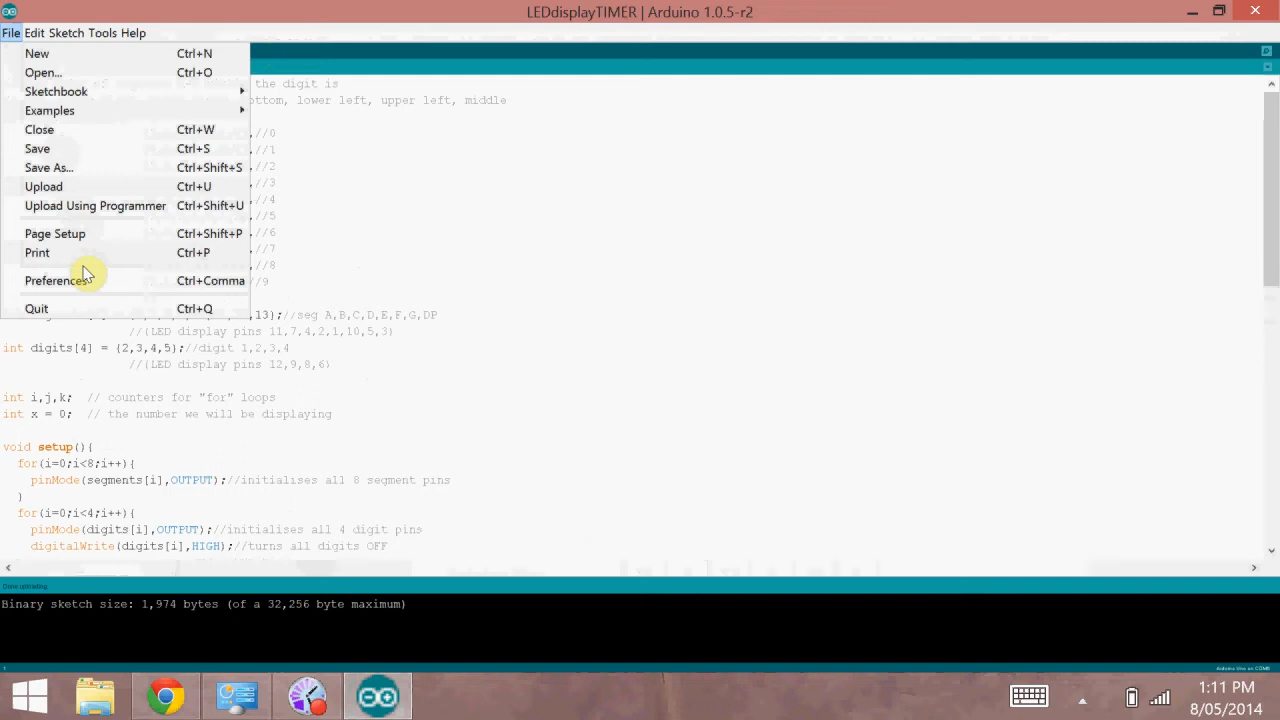 LEDdisplayTIMER | Arduino 1.0.5-r2
File Edit Sketch Tools Help
New Ctrl+N
Open... Ctrl+O
Sketchbook
Examples
Close Ctrl+W
Save Ctrl+S
Save As... Ctrl+Shift+S
Upload Ctrl+U
Upload Using Programmer Ctrl+Shift+U
Page Setup Ctrl+Shift+P
Print Ctrl+P
Preferences Ctrl+Comma
Quit Ctrl+Q
the digit is
ottom, lower left, upper left, middle
,//0
,//1
,//2
,//3
,//4
,//5
,//6
,//7
,//8
,//9
,13};//seg A,B,C,D,E,F,G,DP
//(LED display pins 11,7,4,2,1,10,5,3)
int digits[4] = {2,3,4,5};//digit 1,2,3,4
//(LED display pins 12,9,8,6)
int i,j,k;  // counters for "for" loops
int x = 0;  // the number we will be displaying
void setup(){
for(i=0;i<8;i++){
pinMode(segments[i],OUTPUT);//initialises all 8 segment pins
}
for(i=0;i<4;i++){
pinMode(digits[i],OUTPUT);//initialises all 4 digit pins
digitalWrite(digits[i],HIGH);//turns all digits OFF
Done uploading.
Binary sketch size: 1,974 bytes (of a 32,256 byte maximum)
1
Arduino Uno on COM5
1:11 PM
8/05/2014